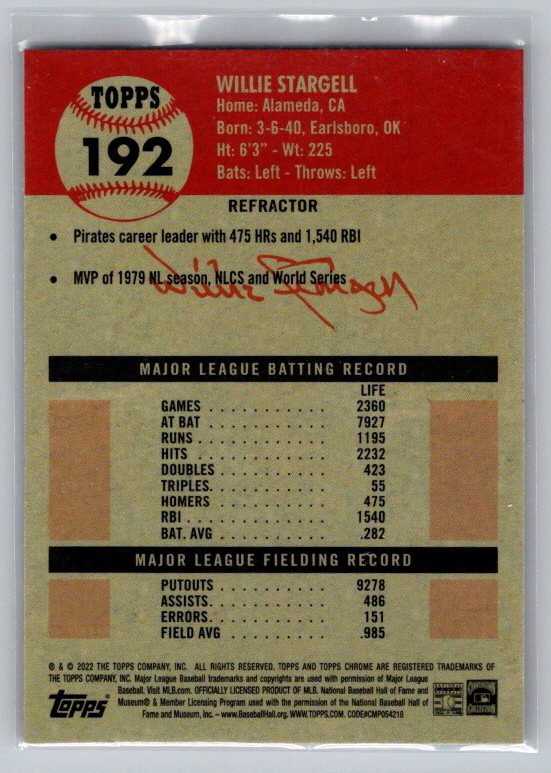 TOPPS
192
WILLIE STARGELL
Home: Alameda, CA
Born: 3-6-40, Earlsboro, OK
Ht: 6'3" - Wt: 225
Bats: Left - Throws: Left
REFRACTOR
• Pirates career leader with 475 HRs and 1,540 RBI
• MVP of 1979 NL season, NLCS and World Series
Willie Stargell
MAJOR LEAGUE BATTING RECORD
LIFE
GAMES . . . . . . . . . . . 2360
AT BAT . . . . . . . . . . . 7927
RUNS . . . . . . . . . . . 1195
HITS . . . . . . . . . . . 2232
DOUBLES . . . . . . . . . . 423
TRIPLES. . . . . . . . . . . 55
HOMERS . . . . . . . . . . 475
RBI . . . . . . . . . . . 1540
BAT. AVG . . . . . . . . . . .282
MAJOR LEAGUE FIELDING RECORD
PUTOUTS . . . . . . . . . . 9278
ASSISTS. . . . . . . . . . . 486
ERRORS. . . . . . . . . . . 151
FIELD AVG . . . . . . . . . .985
® & © 2022 THE TOPPS COMPANY, INC. ALL RIGHTS RESERVED. TOPPS AND TOPPS CHROME ARE REGISTERED TRADEMARKS OF
THE TOPPS COMPANY, INC. Major League Baseball trademarks and copyrights are used with permission of Major League
Baseball. Visit MLB.com. OFFICIALLY LICENSED PRODUCT OF MLB. National Baseball Hall of Fame and
Museum® & Member Licensing Program used with the permission of the National Baseball Hall of
Fame and Museum, Inc. – www.BaseballHall.org. WWW.TOPPS.COM. CODE#CMP054218
Topps